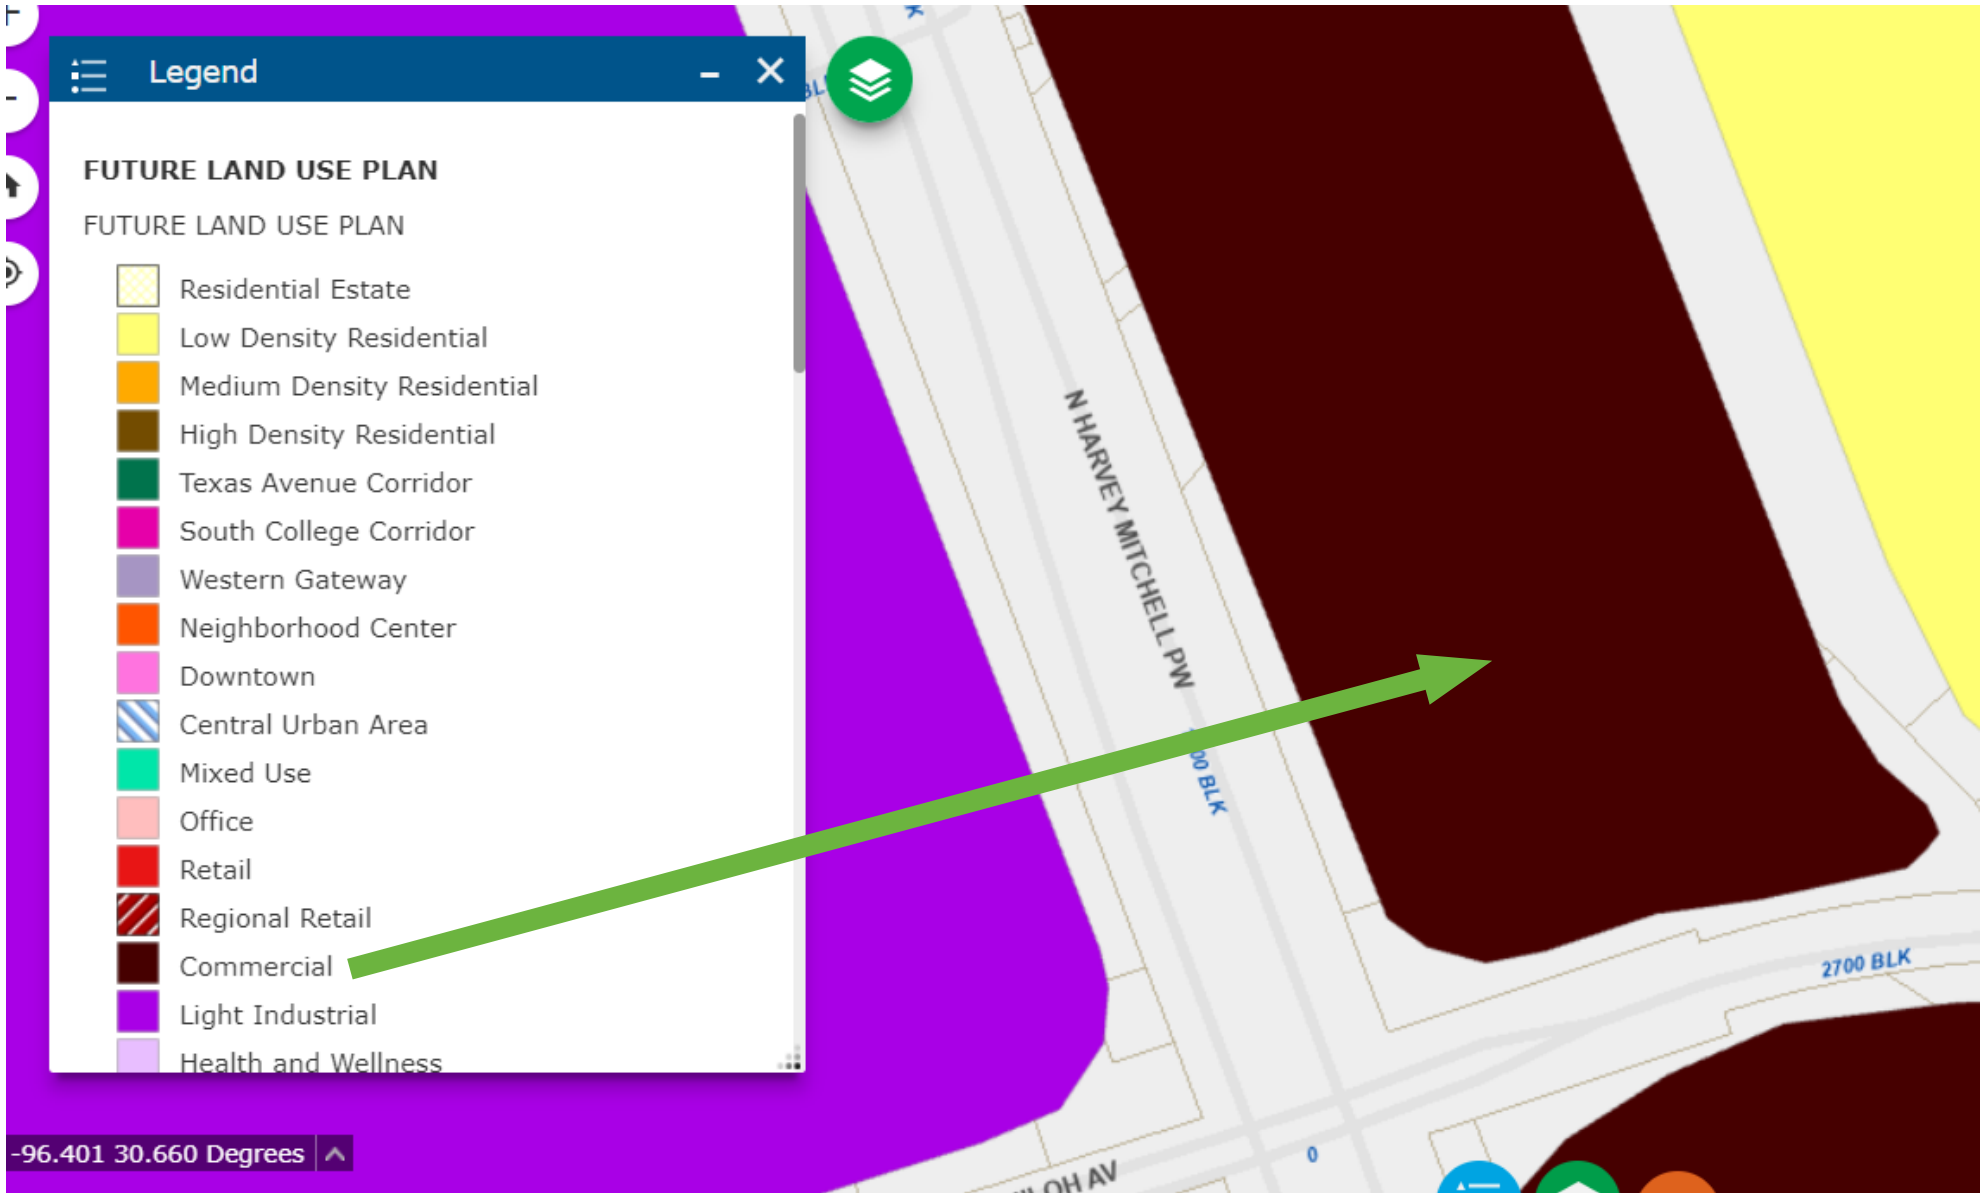 Legend
FUTURE LAND USE PLAN
FUTURE LAND USE PLAN
Residential Estate
Low Density Residential
Medium Density Residential
High Density Residential
Texas Avenue Corridor
South College Corridor
Western Gateway
Neighborhood Center
Downtown
Central Urban Area
Mixed Use
Office
Retail
Regional Retail
Commercial
Light Industrial
Health and Wellness
N HARVEY MITCHELL PW
BLK
2700 BLK
0
AV
-96.401 30.660 Degrees